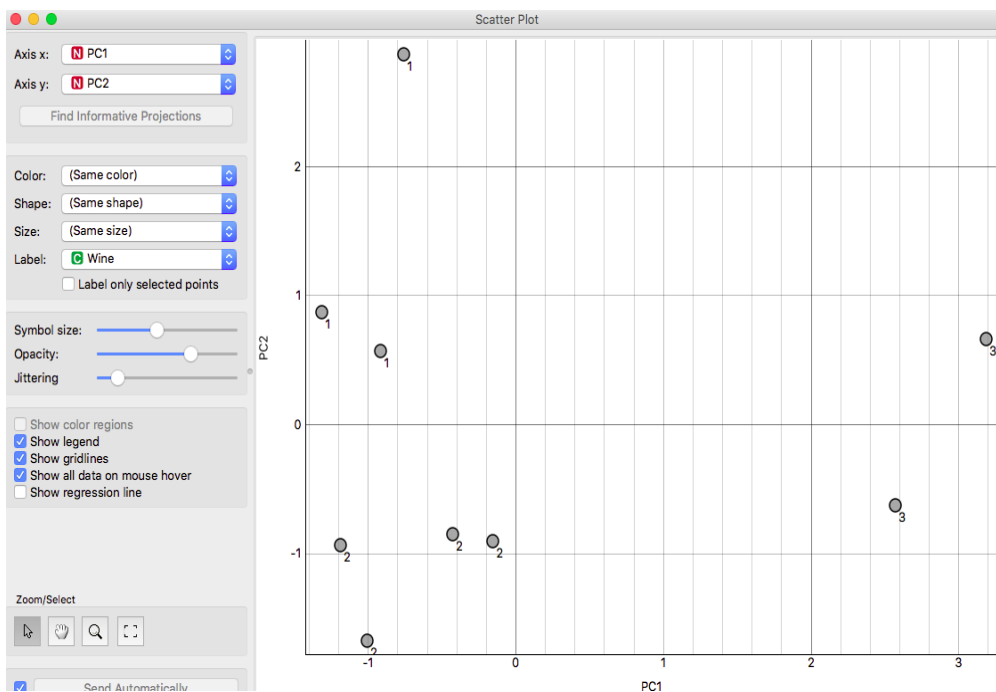 Scatter Plot
Axis x: N PC1
Axis y: N PC2
Find Informative Projections
Color: (Same color)
Shape: (Same shape)
Size: (Same size)
Label: C Wine
Label only selected points
Symbol size:
Opacity:
Jittering
Show color regions
Show legend
Show gridlines
Show all data on mouse hover
Show regression line
Zoom/Select
Send Automatically
PC2
2
1
0
-1
1
1
1
3
3
2
2
2
2
-1 0 1 2 3
PC1